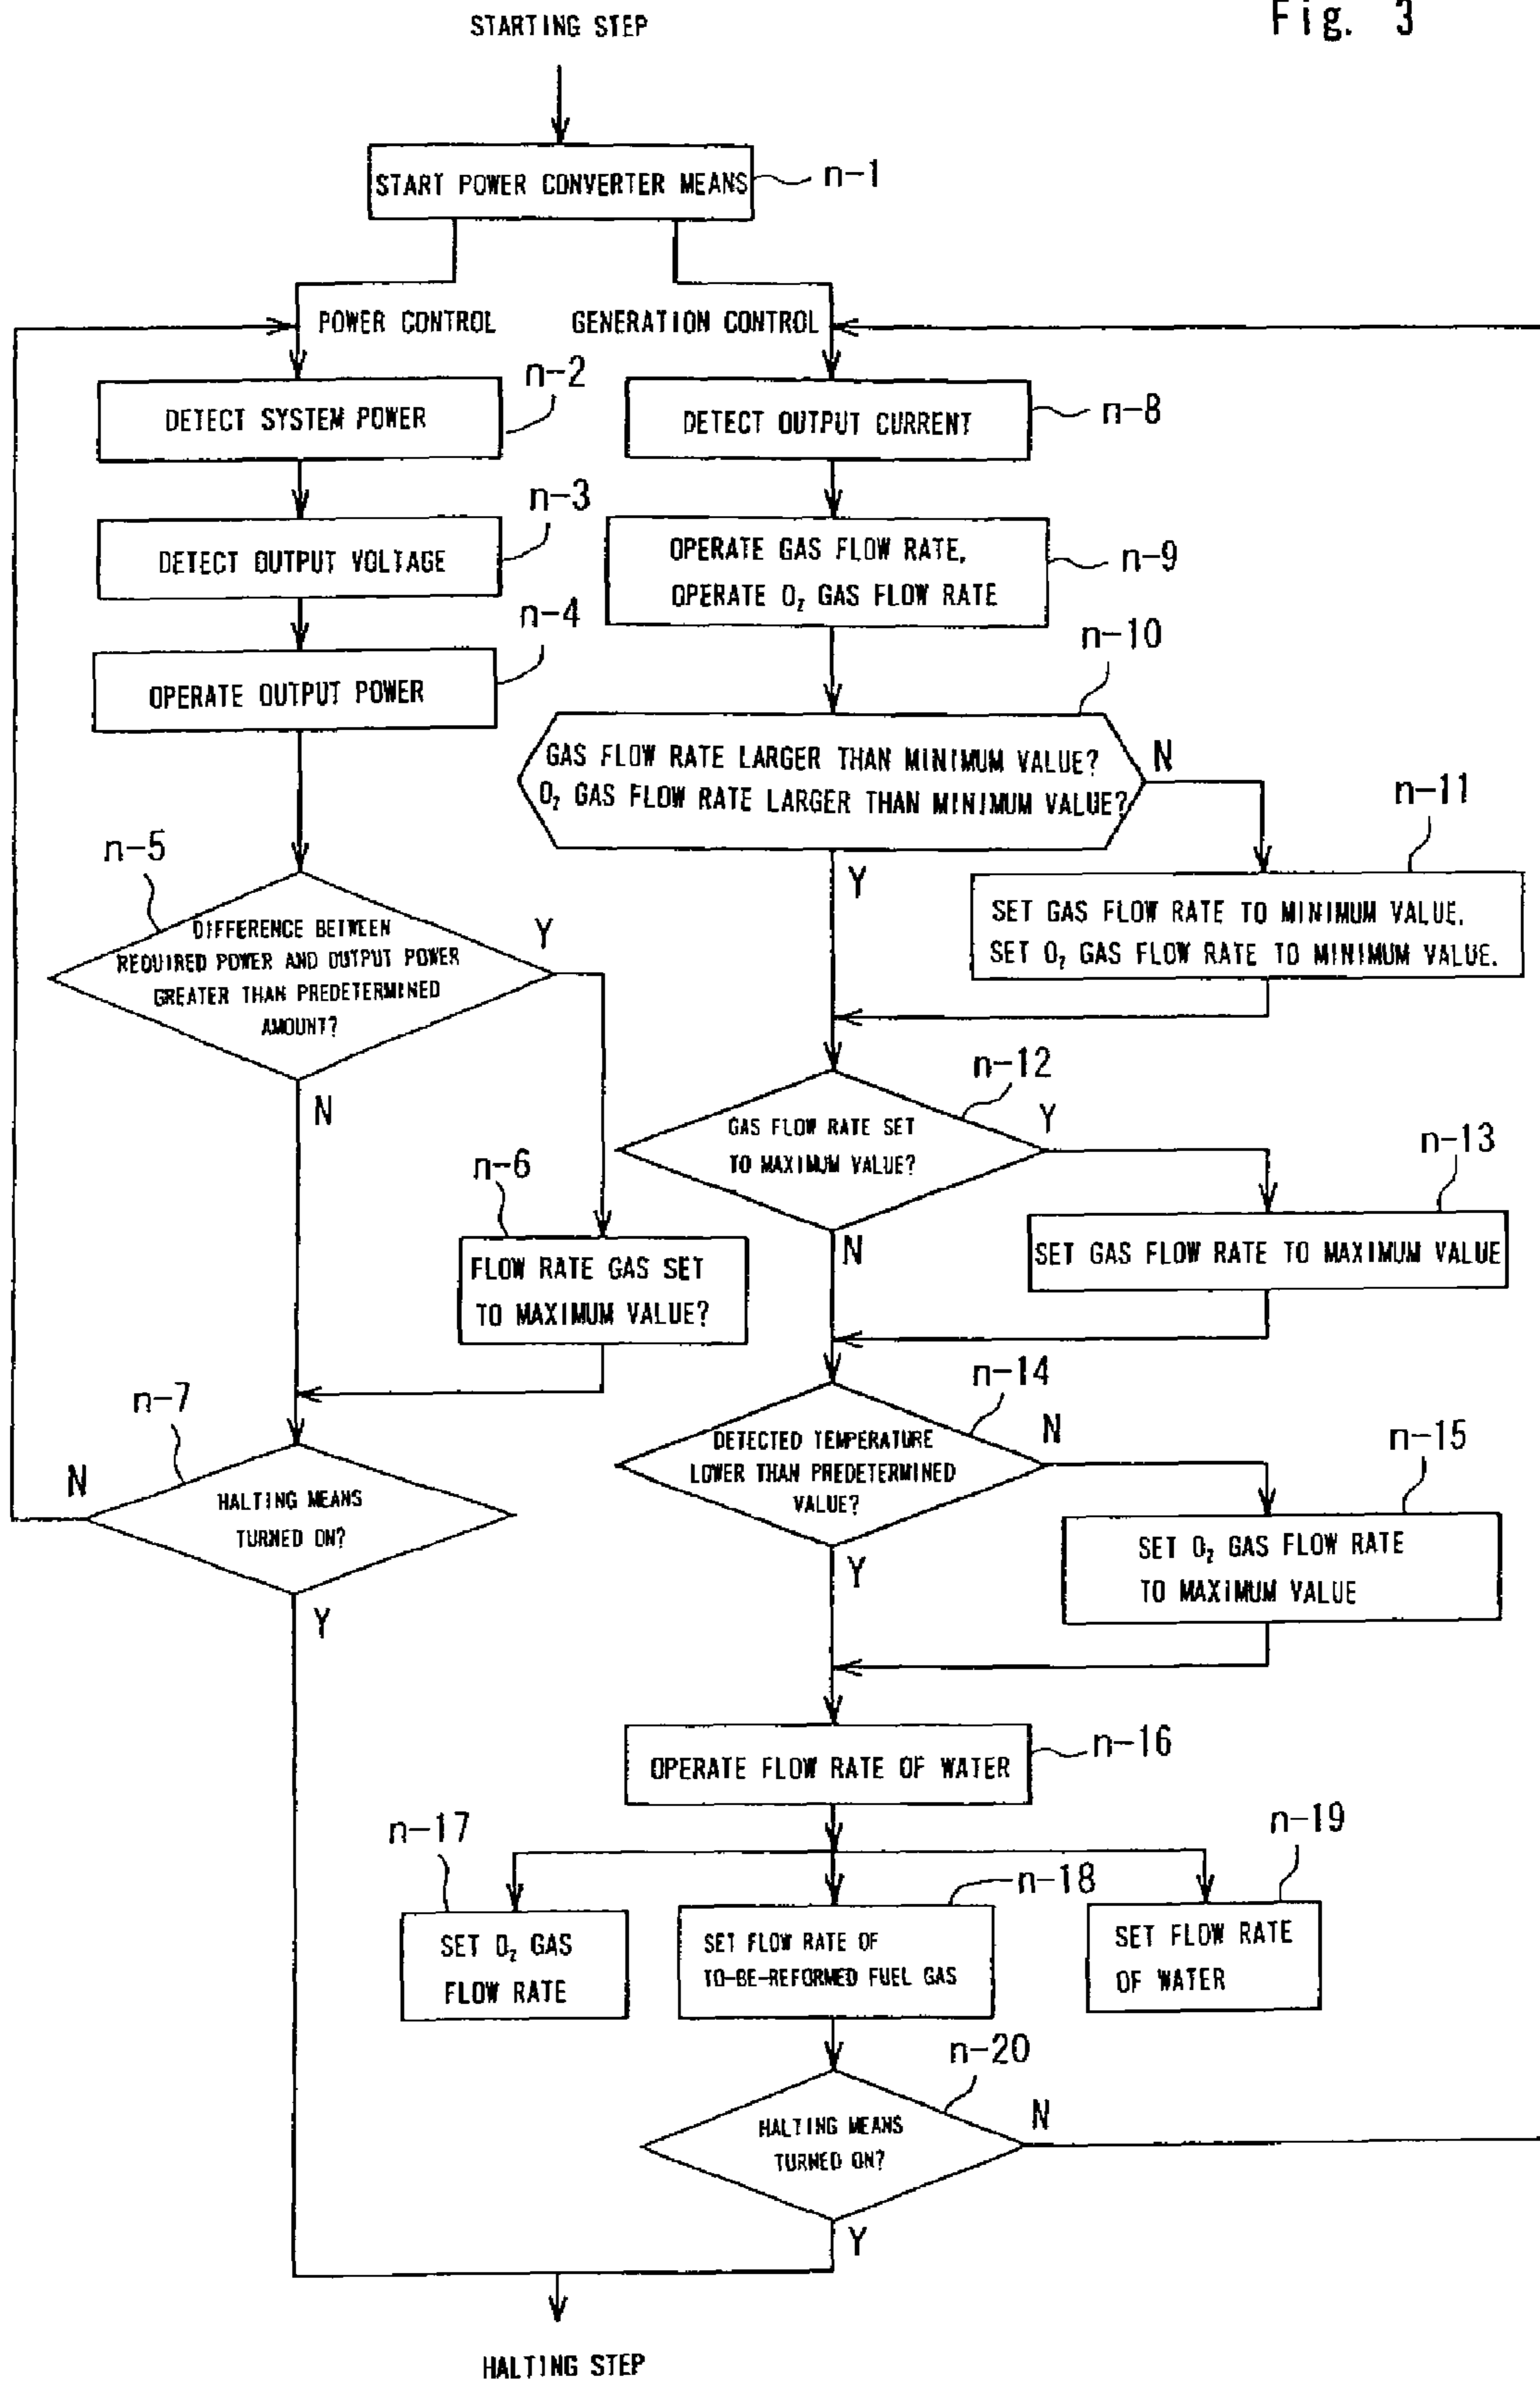 Fig. 3
STARTING STEP
START POWER CONVERTER MEANS
n-1
POWER CONTROL
GENERATION CONTROL
n-2
DETECT SYSTEM POWER
n-3
DETECT OUTPUT VOLTAGE
n-4
OPERATE OUTPUT POWER
n-5
DIFFERENCE BETWEEN
REQUIRED POWER AND OUTPUT POWER
GREATER THAN PREDETERMINED
AMOUNT?
Y
N
n-6
FLOW RATE GAS SET
TO MAXIMUM VALUE?
n-7
N
HALTING MEANS
TURNED ON?
Y
DETECT OUTPUT CURRENT
n-8
OPERATE GAS FLOW RATE,
OPERATE O₂ GAS FLOW RATE
n-9
n-10
GAS FLOW RATE LARGER THAN MINIMUM VALUE?
O₂ GAS FLOW RATE LARGER THAN MINIMUM VALUE?
N
Y
n-11
SET GAS FLOW RATE TO MINIMUM VALUE.
SET O₂ GAS FLOW RATE TO MINIMUM VALUE.
n-12
GAS FLOW RATE SET
TO MAXIMUM VALUE?
Y
N
n-13
SET GAS FLOW RATE TO MAXIMUM VALUE
n-14
DETECTED TEMPERATURE
LOWER THAN PREDETERMINED
VALUE?
N
Y
n-15
SET O₂ GAS FLOW RATE
TO MAXIMUM VALUE
OPERATE FLOW RATE OF WATER
n-16
n-17
SET O₂ GAS
FLOW RATE
n-18
SET FLOW RATE OF
TO-BE-REFORMED FUEL GAS
n-19
SET FLOW RATE
OF WATER
n-20
HALTING MEANS
TURNED ON?
N
Y
HALTING STEP